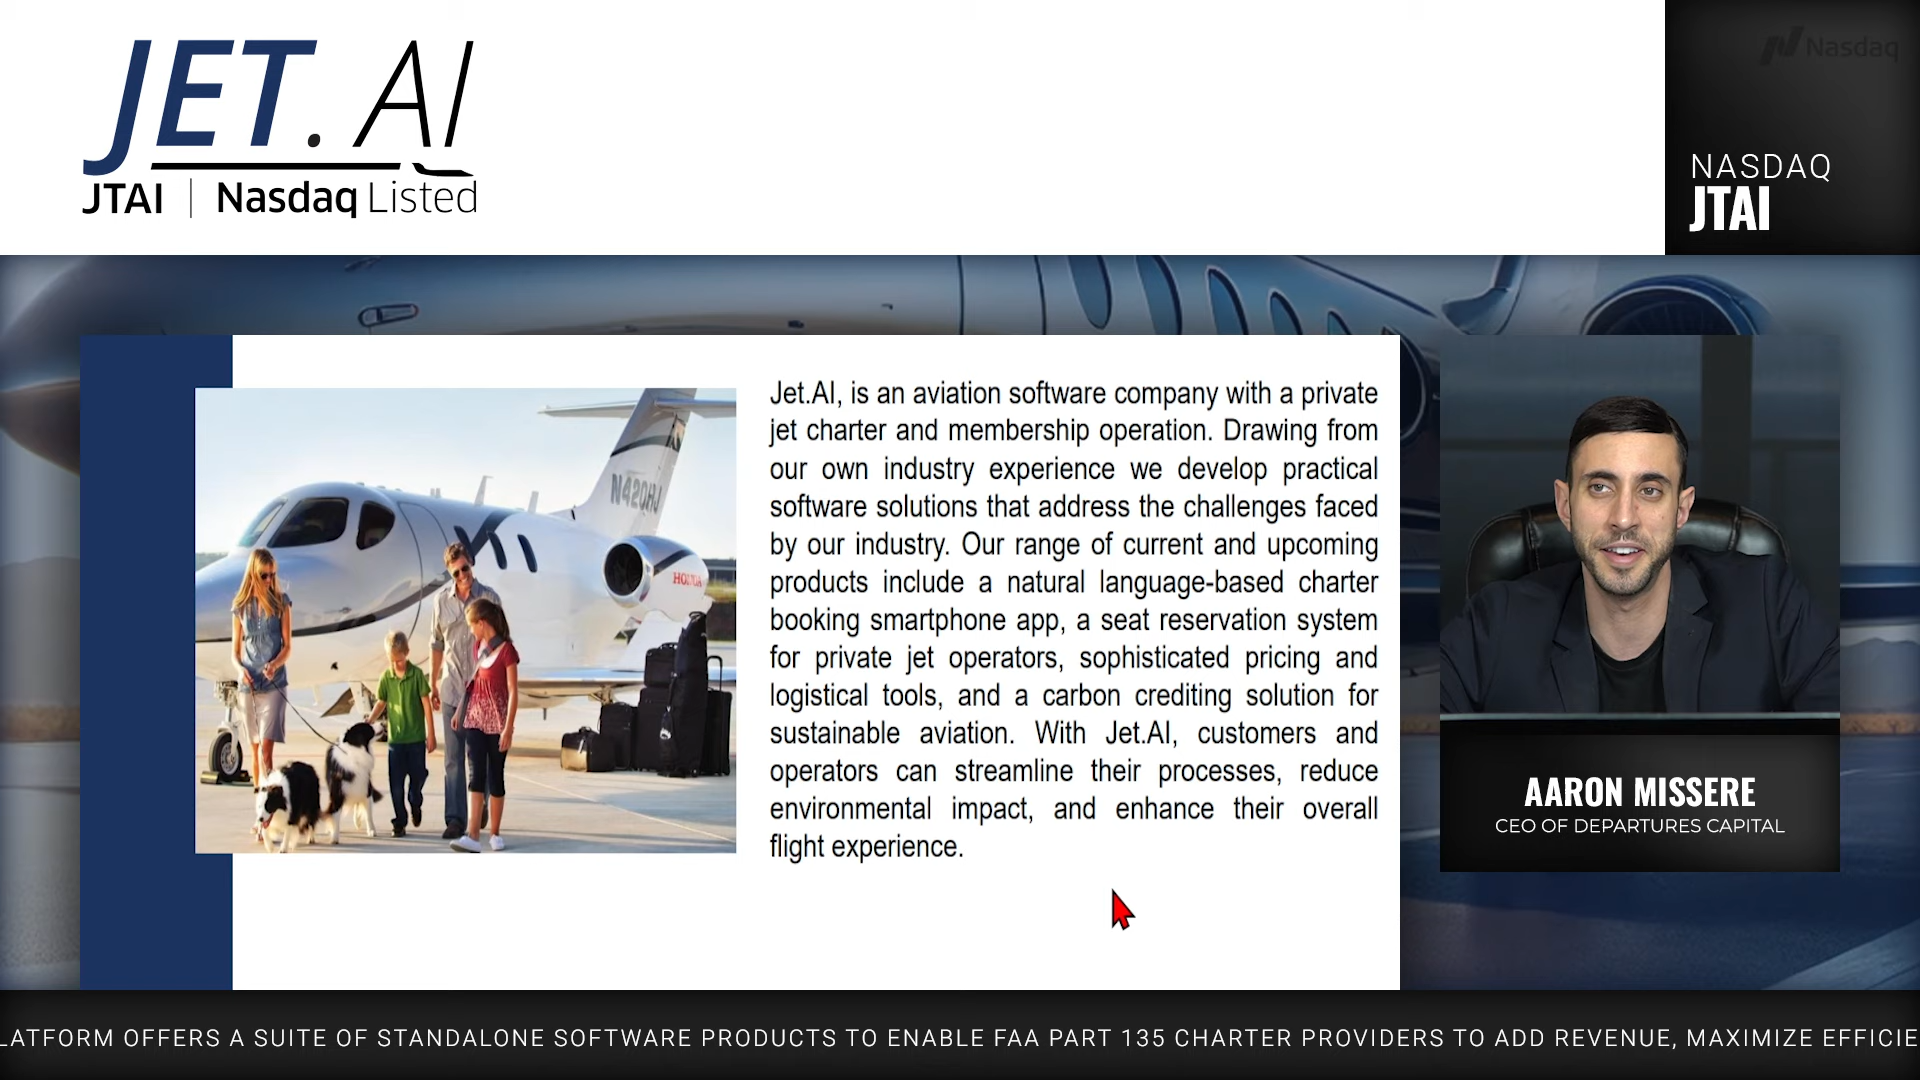 JET.AI
JTAI | Nasdaq Listed
Nasdaq
NASDAQ
JTAI
Jet.AI, is an aviation software company with a private
jet charter and membership operation. Drawing from
our own industry experience we develop practical
software solutions that address the challenges faced
by our industry. Our range of current and upcoming
products include a natural language-based charter
booking smartphone app, a seat reservation system
for private jet operators, sophisticated pricing and
logistical tools, and a carbon crediting solution for
sustainable aviation. With Jet.AI, customers and
operators can streamline their processes, reduce
environmental impact, and enhance their overall
flight experience.
N420HJ
HONDA
AARON MISSERE
CEO OF DEPARTURES CAPITAL
LATFORM OFFERS A SUITE OF STANDALONE SOFTWARE PRODUCTS TO ENABLE FAA PART 135 CHARTER PROVIDERS TO ADD REVENUE, MAXIMIZE EFFICIE